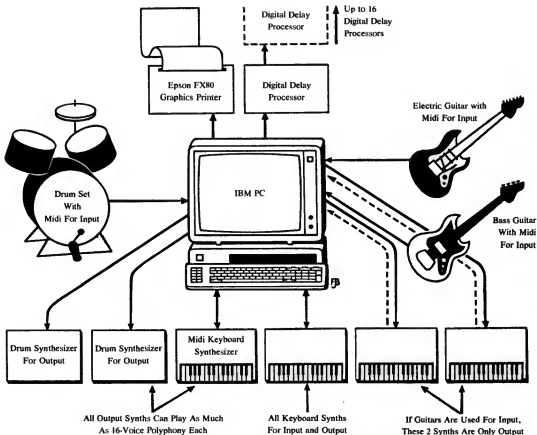 Up to 16
Digital Delay
Processors
Digital Delay
Processor
Epson FX80
Graphics Printer
Digital Delay
Processor
Electric Guitar with
Midi For Input
IBM PC
Drum Set
With
Midi For Input
Bass Guitar
With Midi
For Input
Drum Synthesizer
For Output
Drum Synthesizer
For Output
Midi Keyboard
Synthesizer
All Output Synths Can Play As Much
As 16-Voice Polyphony Each
All Keyboard Synths
For Input and Output
If Guitars Are Used For Input,
These 2 Synths Are Only Output